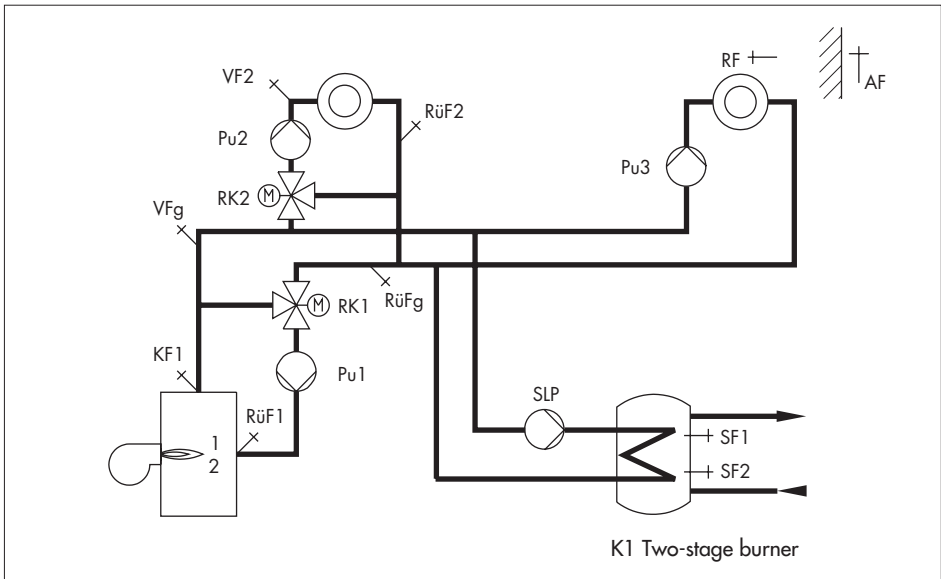 RF
AF
VF2
RüF2
Pu2
Pu3
RK2
M
VFg
RüFg
M
RK1
KF1
Pu1
RüF1
1
2
SLP
SF1
SF2
K1 Two-stage burner